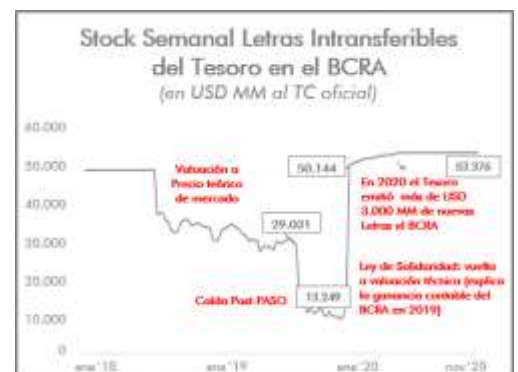 Stock Semanal Letras Intransferibles
del Tesoro en el BCRA
(en USD MM al TC oficial)
60.000
50.000
40.000
30.000
20.000
10.000
0
Valuación a
Precio teórico
de mercado
29.001
50.144
53.376
En 2020 el Tesoro
emitió más de USD
3.000 MM de nuevas
Letras al BCRA
Caída Post-PASO
13.249
Ley de Solidaridad: vuelta
a valuación técnica (explica
la ganancia contable del
BCRA en 2019)
ene'18
ene'19
ene'20
nov'20